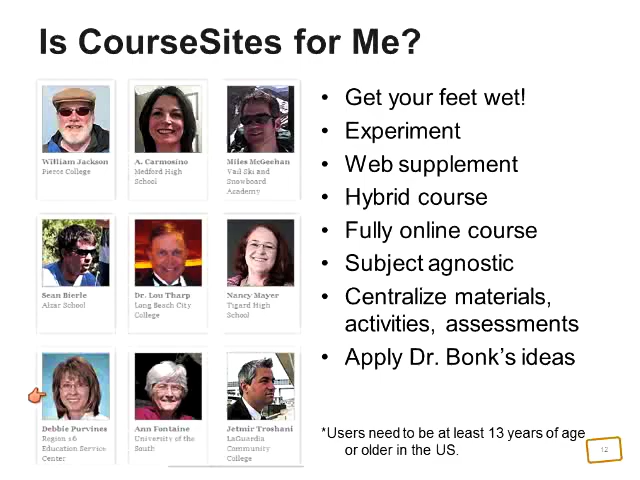 Is CourseSites for Me?
William Jackson
Pierce College
A. Carmosino
Medford High
School
Miles McGeehan
Vail Ski and
Snowboard
Academy
Sean Bierle
Alzar School
Dr. Lou Tharp
Long Beach City
College
Nancy Mayer
Tigard High
School
Debbie Purvines
Region 16
Education Service
Center
Ann Fontaine
University of the
South
Jetmir Troshani
LaGuardia
Community
College
• Get your feet wet!
• Experiment
• Web supplement
• Hybrid course
• Fully online course
• Subject agnostic
• Centralize materials,
activities, assessments
• Apply Dr. Bonk's ideas
*Users need to be at least 13 years of age
or older in the US.
12